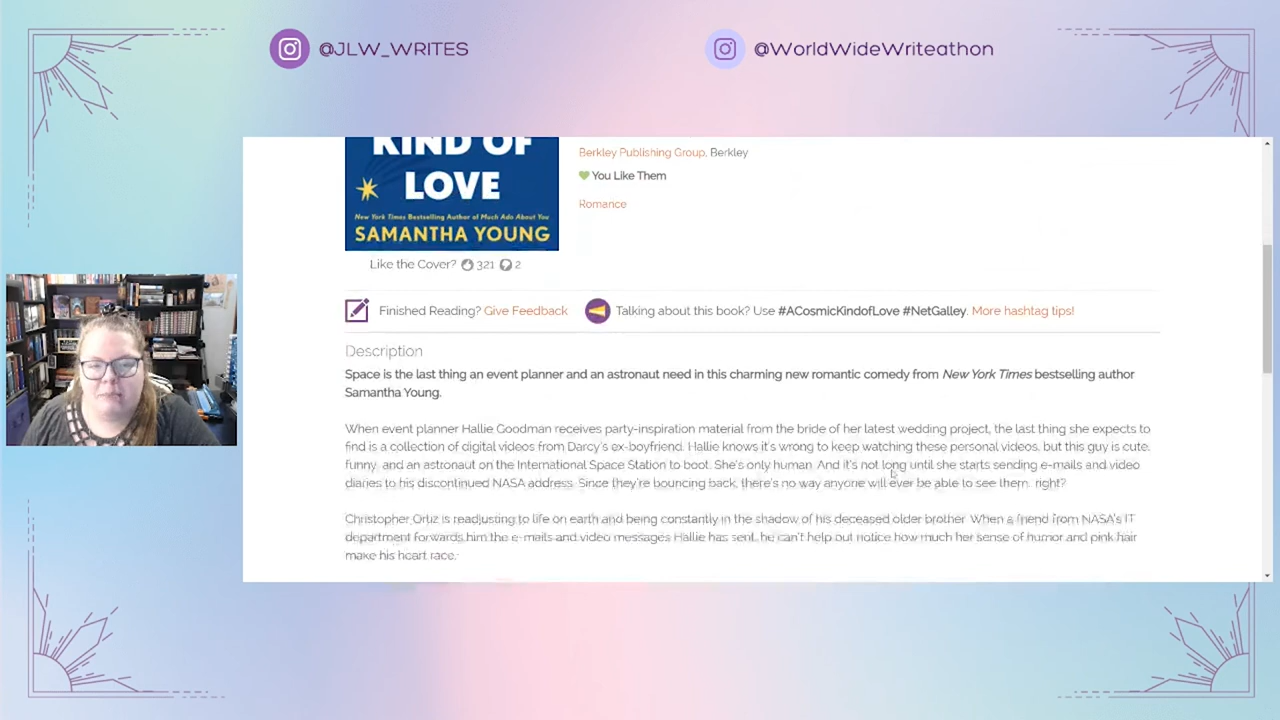 @JLW_WRITES
@WorldWideWriteathon
KIND OF
LOVE
New York Times Bestselling Author of Much Ado About You
SAMANTHA YOUNG
Berkley Publishing Group, Berkley
You Like Them
Romance
Like the Cover? 321 2
Finished Reading? Give Feedback
Talking about this book? Use #ACosmicKindofLove #NetGalley. More hashtag tips!
Description
Space is the last thing an event planner and an astronaut need in this charming new romantic comedy from New York Times bestselling author
Samantha Young.
When event planner Hallie Goodman receives party-inspiration material from the bride of her latest wedding project, the last thing she expects to
find is a collection of digital videos from Darcy's ex-boyfriend. Hallie knows it's wrong to keep watching these personal videos, but this guy is cute,
funny, and an astronaut on the International Space Station to boot. She's only human. And it's not long until she starts sending e-mails and video
diaries to his discontinued NASA address. Since they're bouncing back, there's no way anyone will ever be able to see them, right?
Christopher Ortiz is readjusting to life on earth and being constantly in the shadow of his deceased older brother. When a friend from NASA's IT
department forwards him the e-mails and video messages Hallie has sent, he can't help but notice how much her sense of humor and pink hair
make his heart race.